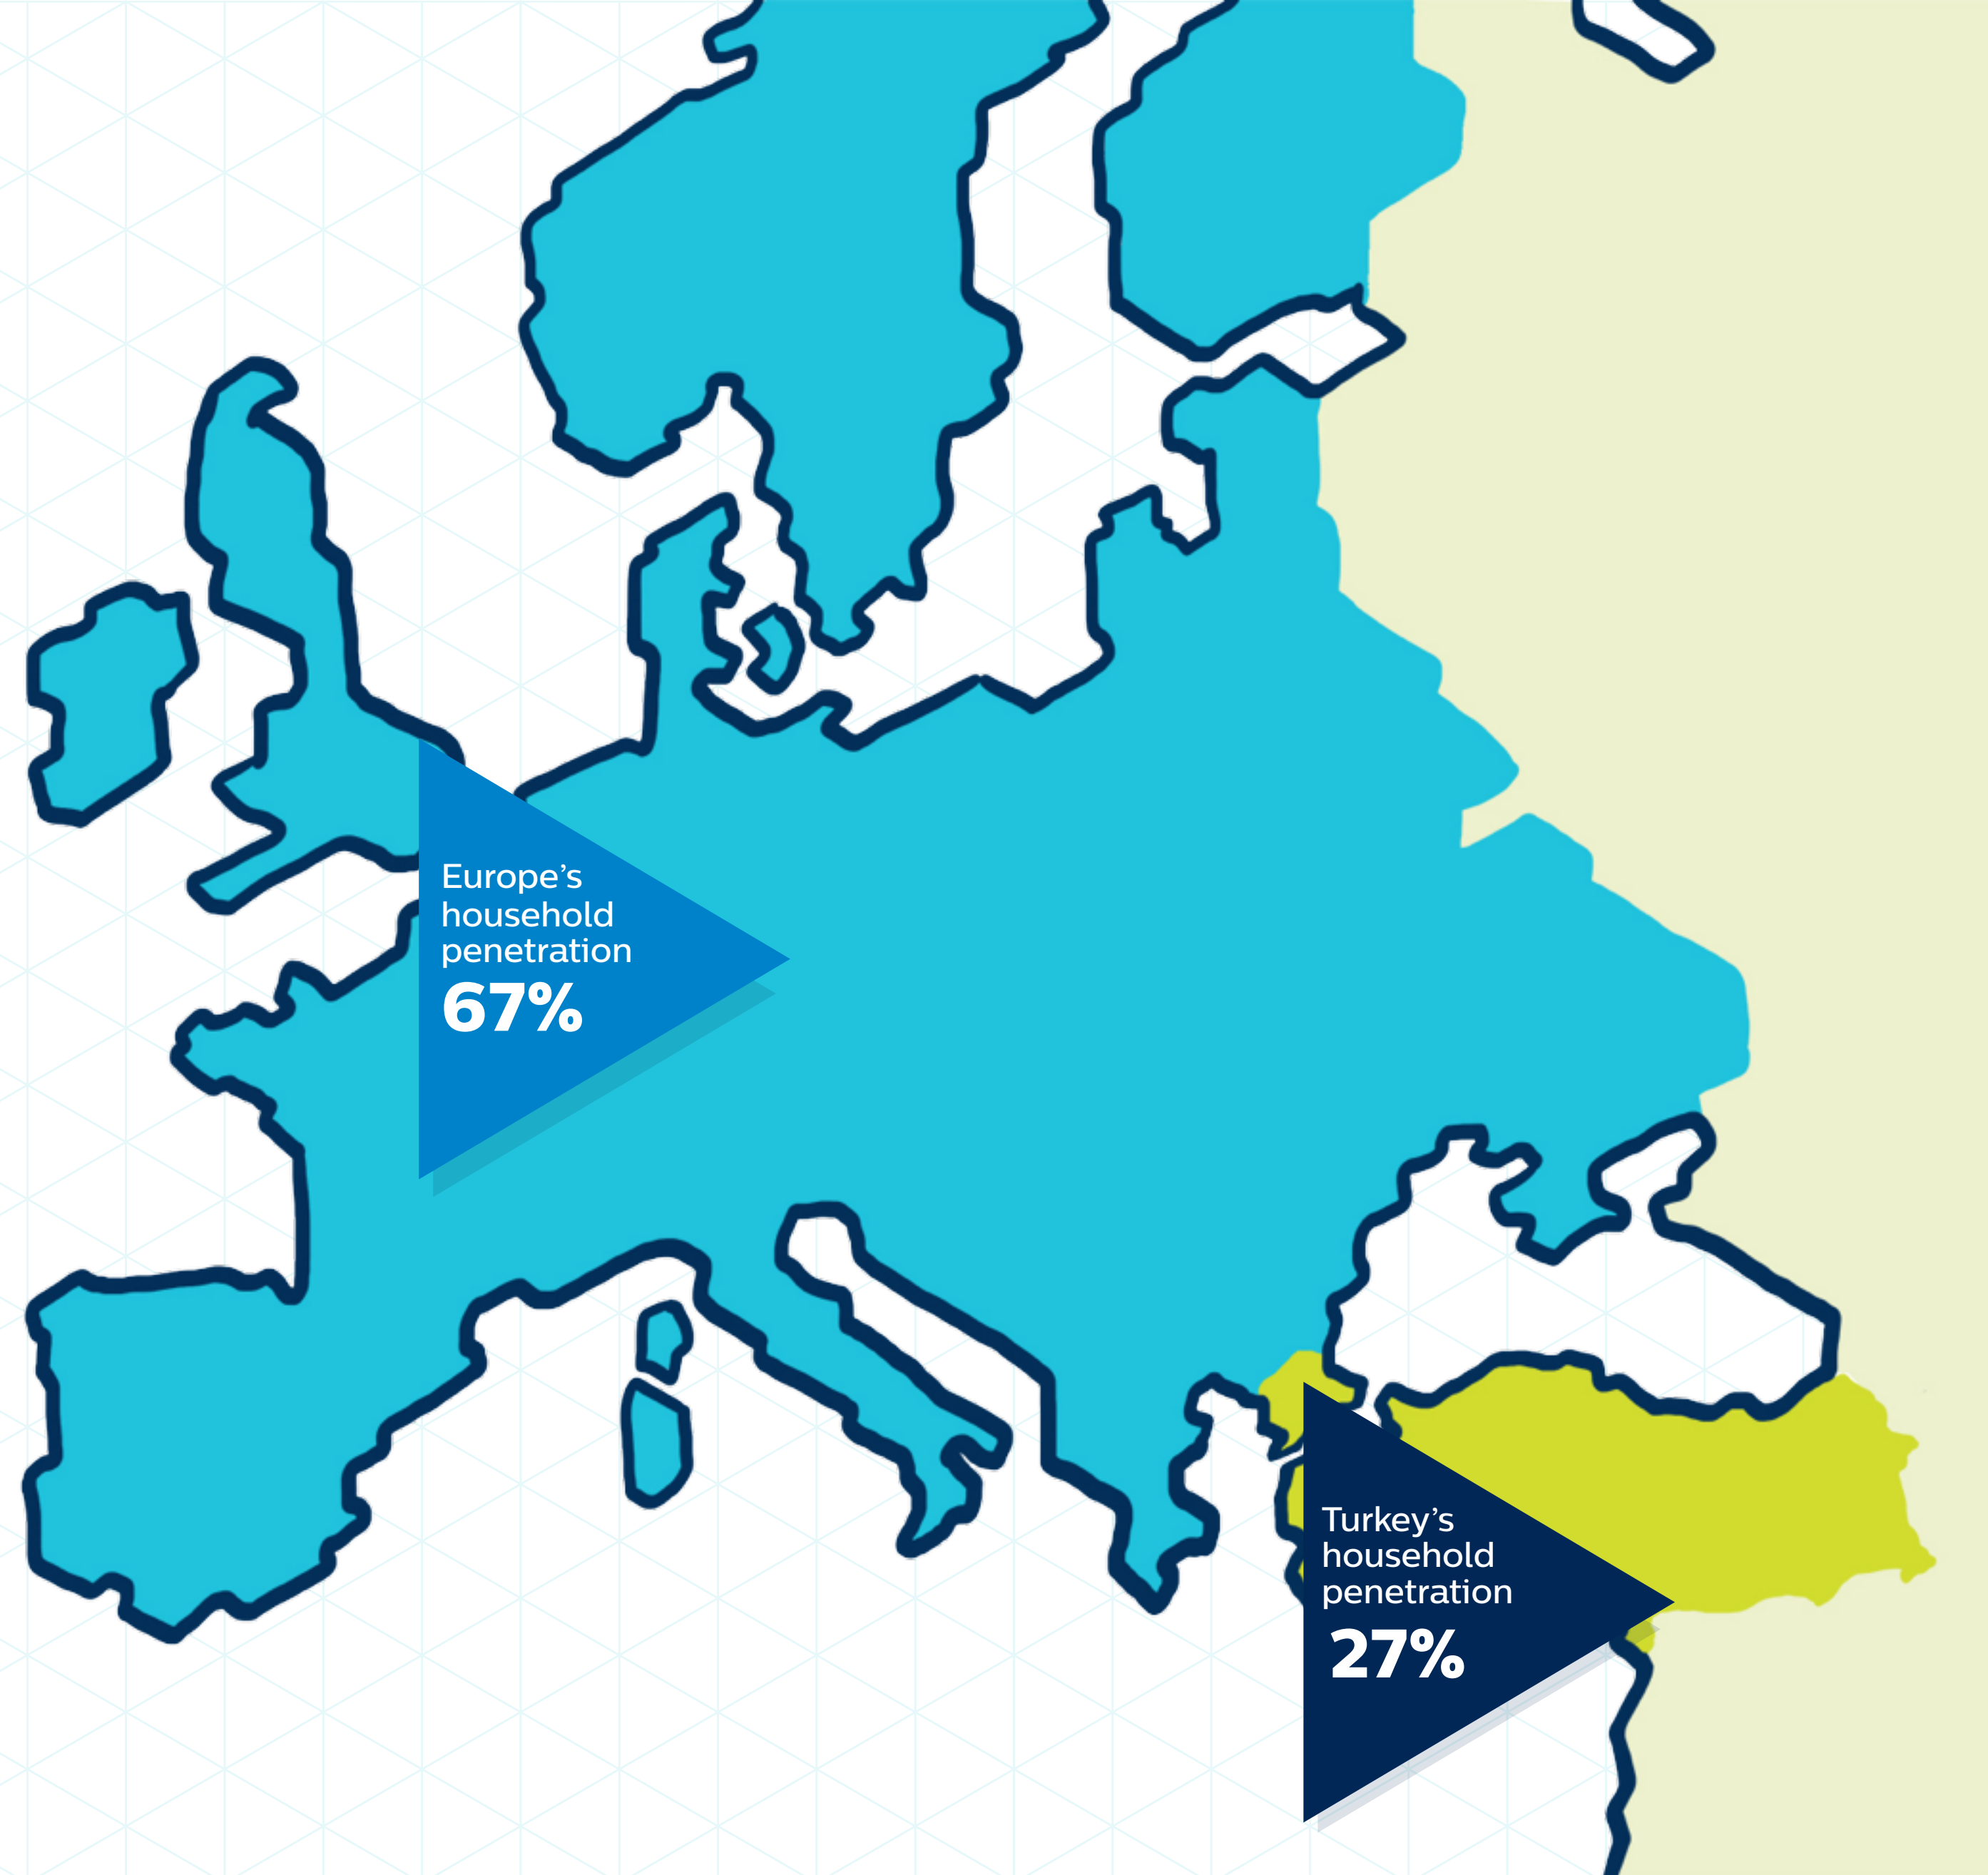 Europe’s
household
penetration
67%
Turkey’s
household
penetration
27%